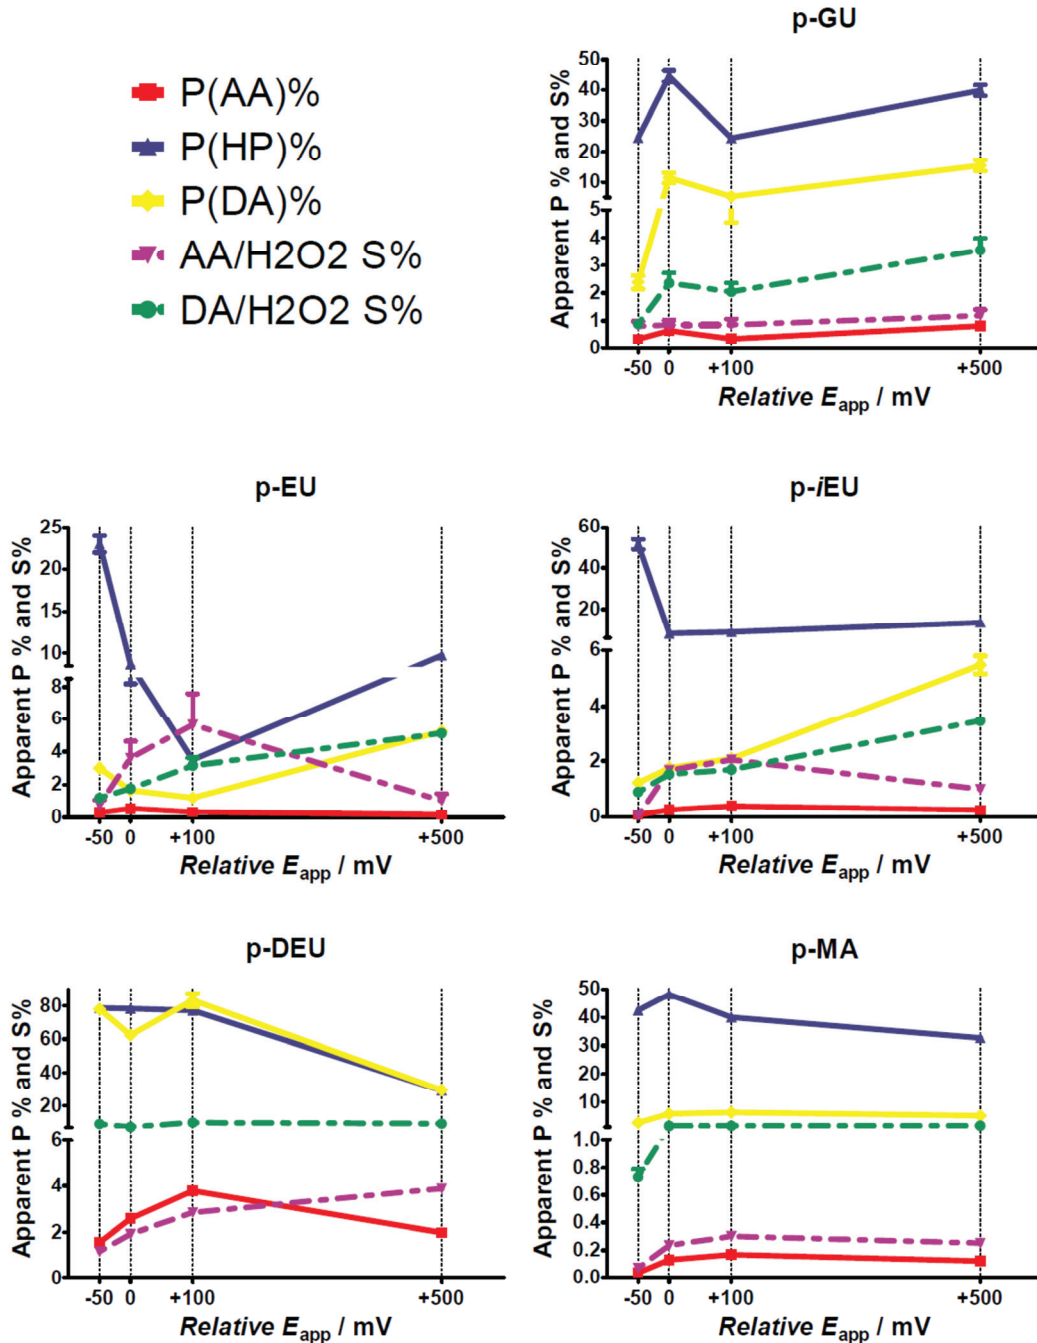 p-GU
P(AA)%
P(HP)%
P(DA)%
AA/H2O2 S%
DA/H2O2 S%
Apparent P % and S%
50
40
30
20
10
5
4
3
2
1
0
-50 0 +100 +500
Relative Eapp / mV
p-EU
Apparent P % and S%
25
20
15
10
8
6
4
2
0
-50 0 +100 +500
Relative Eapp / mV
p-iEU
Apparent P % and S%
60
40
20
6
4
2
0
-50 0 +100 +500
Relative Eapp / mV
p-DEU
Apparent P % and S%
80
60
40
20
6
4
2
0
-50 0 +100 +500
Relative Eapp / mV
p-MA
Apparent P % and S%
50
40
30
20
10
1.0
0.8
0.6
0.4
0.2
0.0
-50 0 +100 +500
Relative Eapp / mV